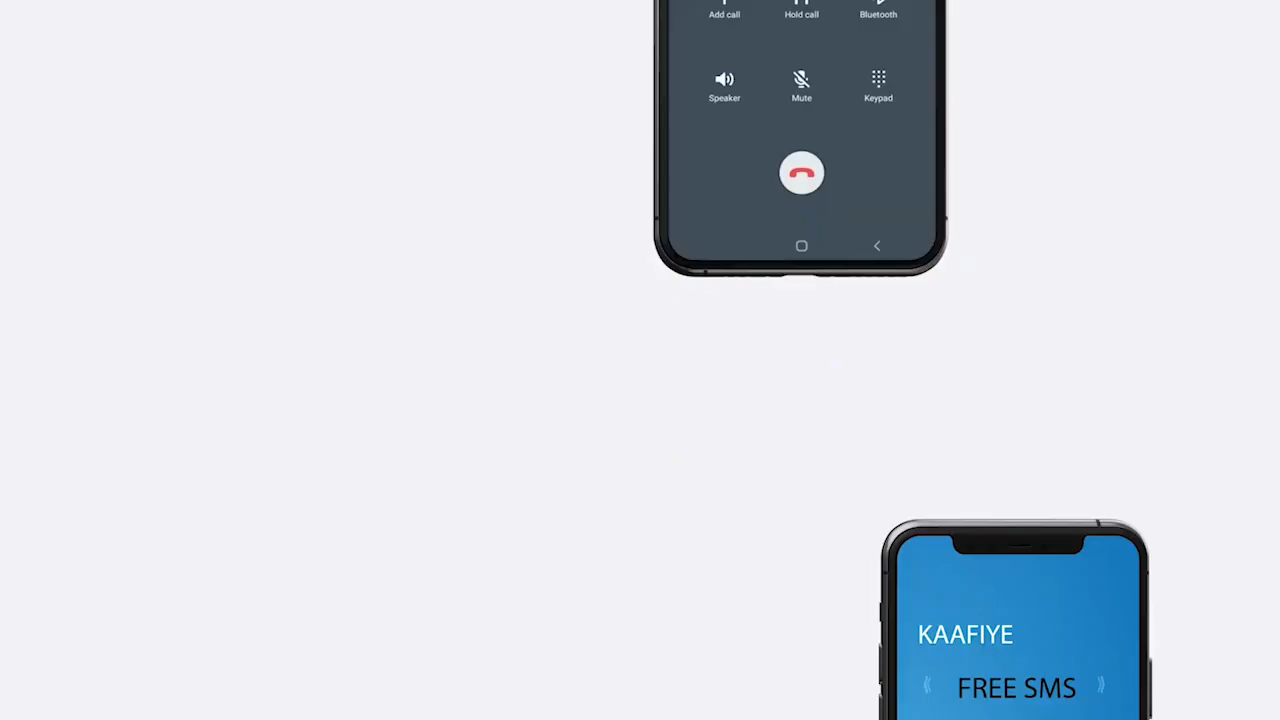 Add call Hold call Bluetooth
Speaker Mute Keypad
KAAFIYE
FREE SMS